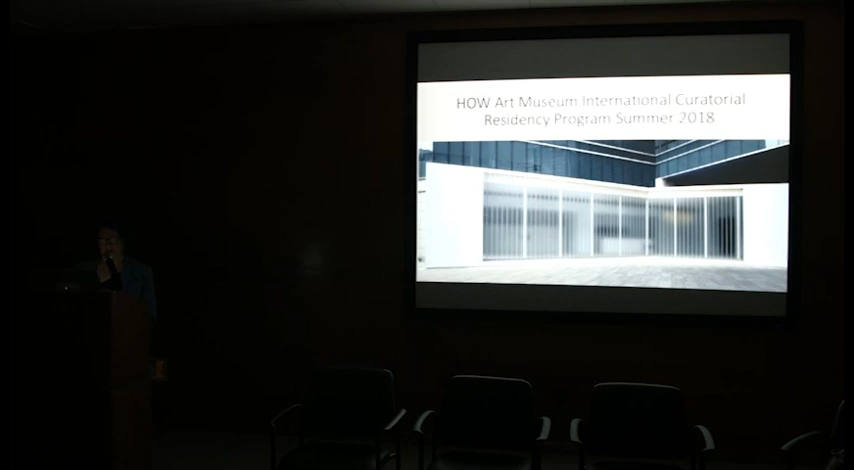 HOW Art Museum International Curatorial
Residency Program Summer 2018